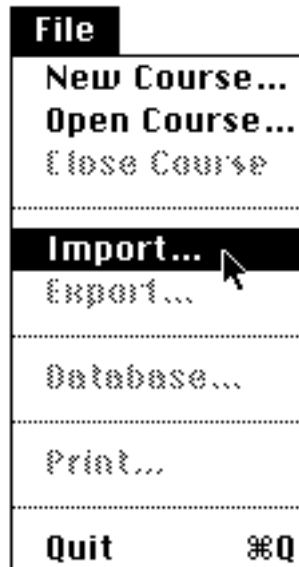 File
New Course...
Open Course...
Close Course
Import...
Export...
Database...
Print...
Quit ⌘Q